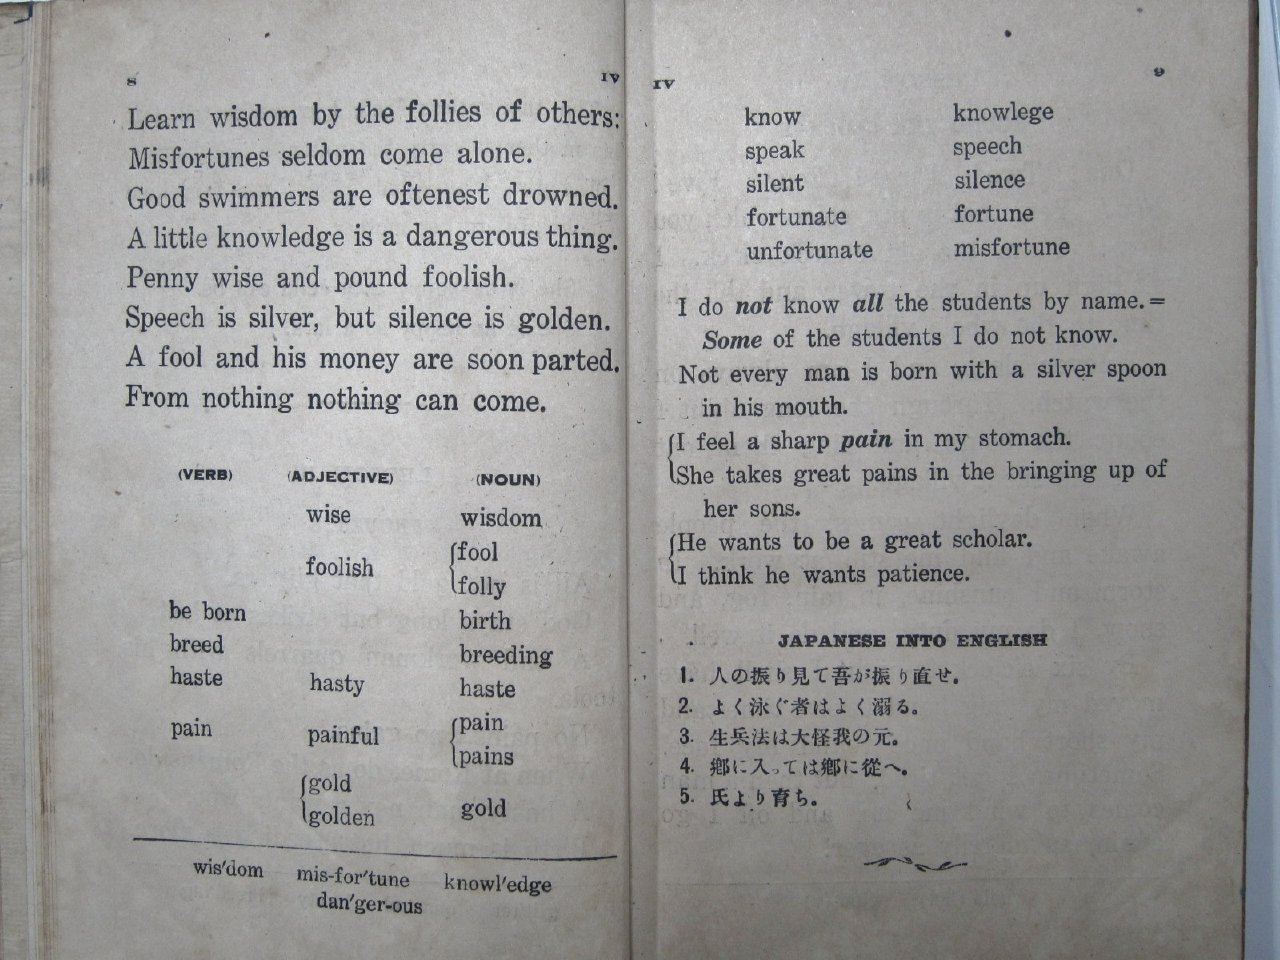 8 IV
Learn wisdom by the follies of others:
Misfortunes seldom come alone.
Good swimmers are oftenest drowned.
A little knowledge is a dangerous thing.
Penny wise and pound foolish.
Speech is silver, but silence is golden.
A fool and his money are soon parted.
From nothing nothing can come.
(VERB) (ADJECTIVE) (NOUN)
wise wisdom
foolish fool
folly
be born birth
breed breeding
haste hasty haste
pain painful pain
pains
gold
golden gold
wis'dom mis-for'tune knowl'edge
dan'ger-ous
IV 9
know knowlege
speak speech
silent silence
fortunate fortune
unfortunate misfortune
I do not know all the students by name.=
Some of the students I do not know.
Not every man is born with a silver spoon
in his mouth.
I feel a sharp pain in my stomach.
She takes great pains in the bringing up of
her sons.
He wants to be a great scholar.
I think he wants patience.
JAPANESE INTO ENGLISH
1. 人の振り見て吾が振り直せ。
2. よく泳ぐ者はよく溺る。
3. 生兵法は大怪我の元。
4. 鄕に入っては鄕に從へ。
5. 氏より育ち。